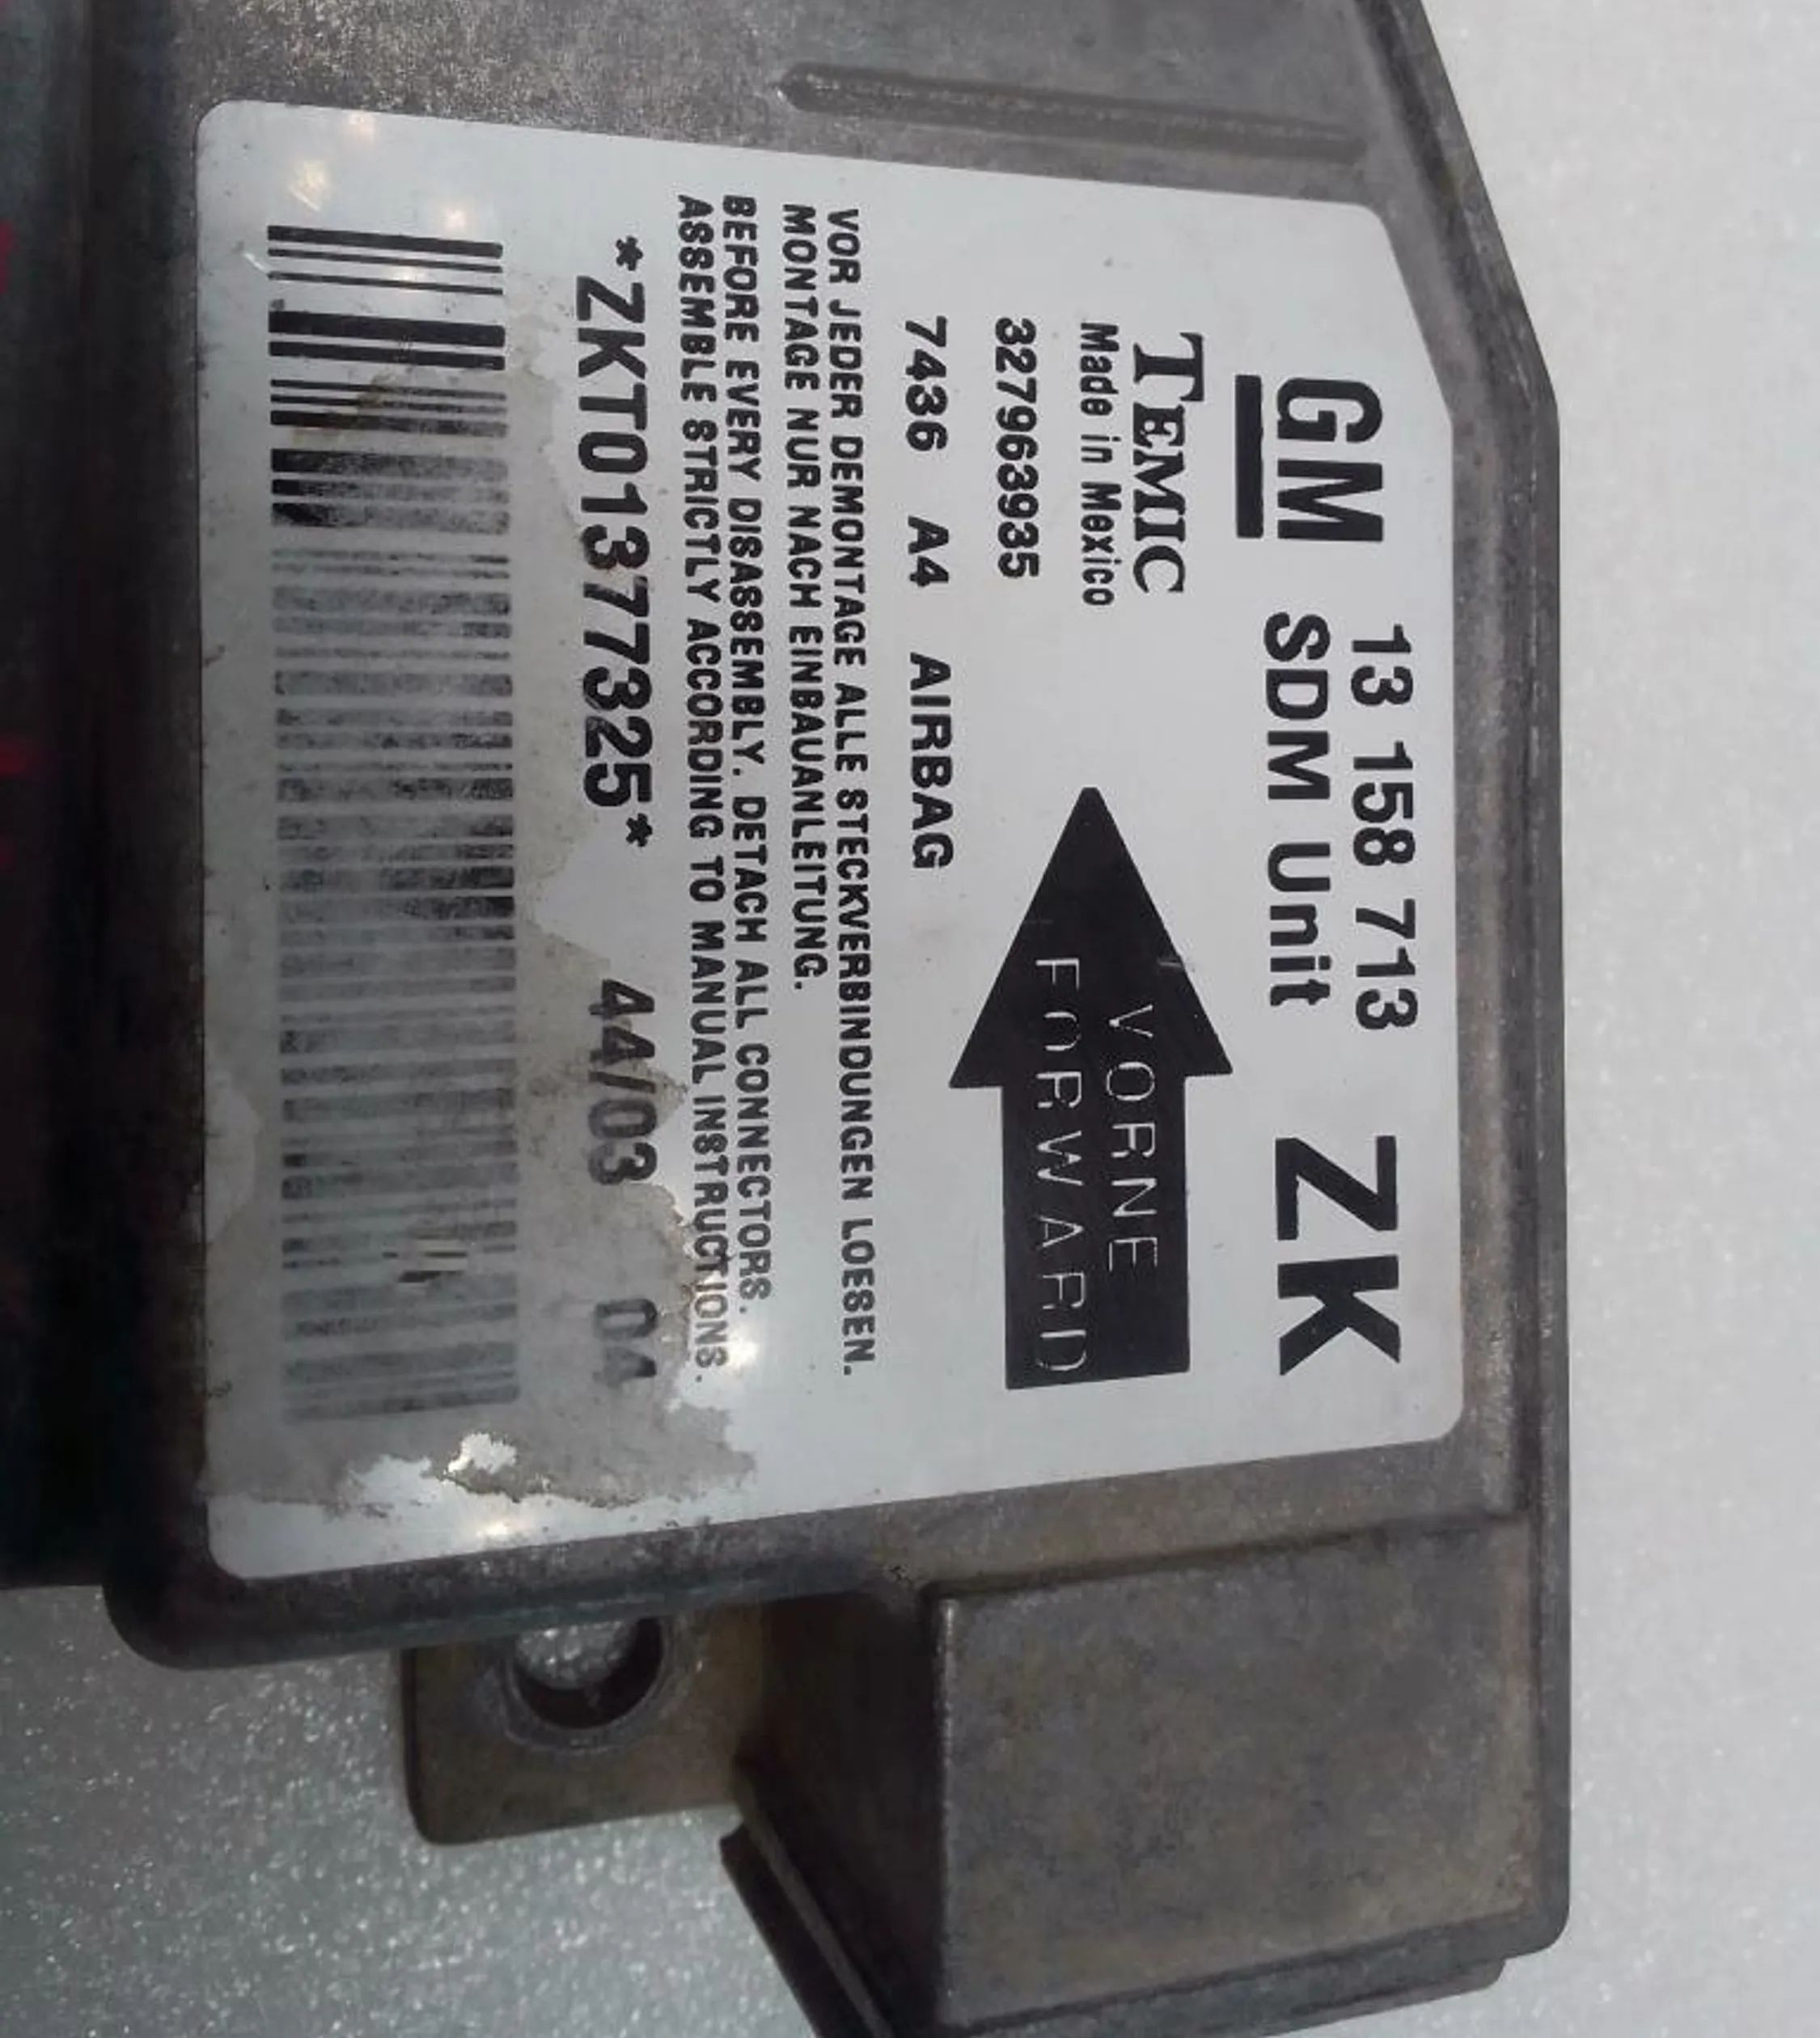 13 158 713
GM SDM Unit ZK
TEMIC
Made in Mexico
327963935
7436 A4 AIRBAG
VORNE
FORWARD
VOR JEDER DEMONTAGE ALLE STECKVERBINDUNGEN LOESEN.
MONTAGE NUR NACH EINBAUANLEITUNG.
BEFORE EVERY DISASSEMBLY. DETACH ALL CONNECTORS.
ASSEMBLE STRICTLY ACCORDING TO MANUAL INSTRUCTIONS.
*ZKT01377325* 44/03